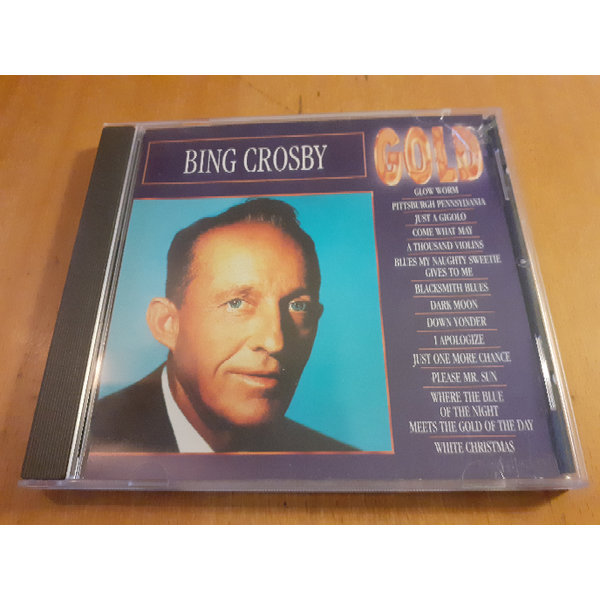 BING CROSBY
GOLD
GLOW WORM
PITTSBURGH PENNSYLVANIA
JUST A GIGOLO
COME WHAT MAY
A THOUSAND VIOLINS
BLUES MY NAUGHTY SWEETIE
GIVES TO ME
BLACKSMITH BLUES
DARK MOON
DOWN YONDER
I APOLOGIZE
JUST ONE MORE CHANCE
PLEASE MR. SUN
WHERE THE BLUE
OF THE NIGHT
MEETS THE GOLD OF THE DAY
WHITE CHRISTMAS